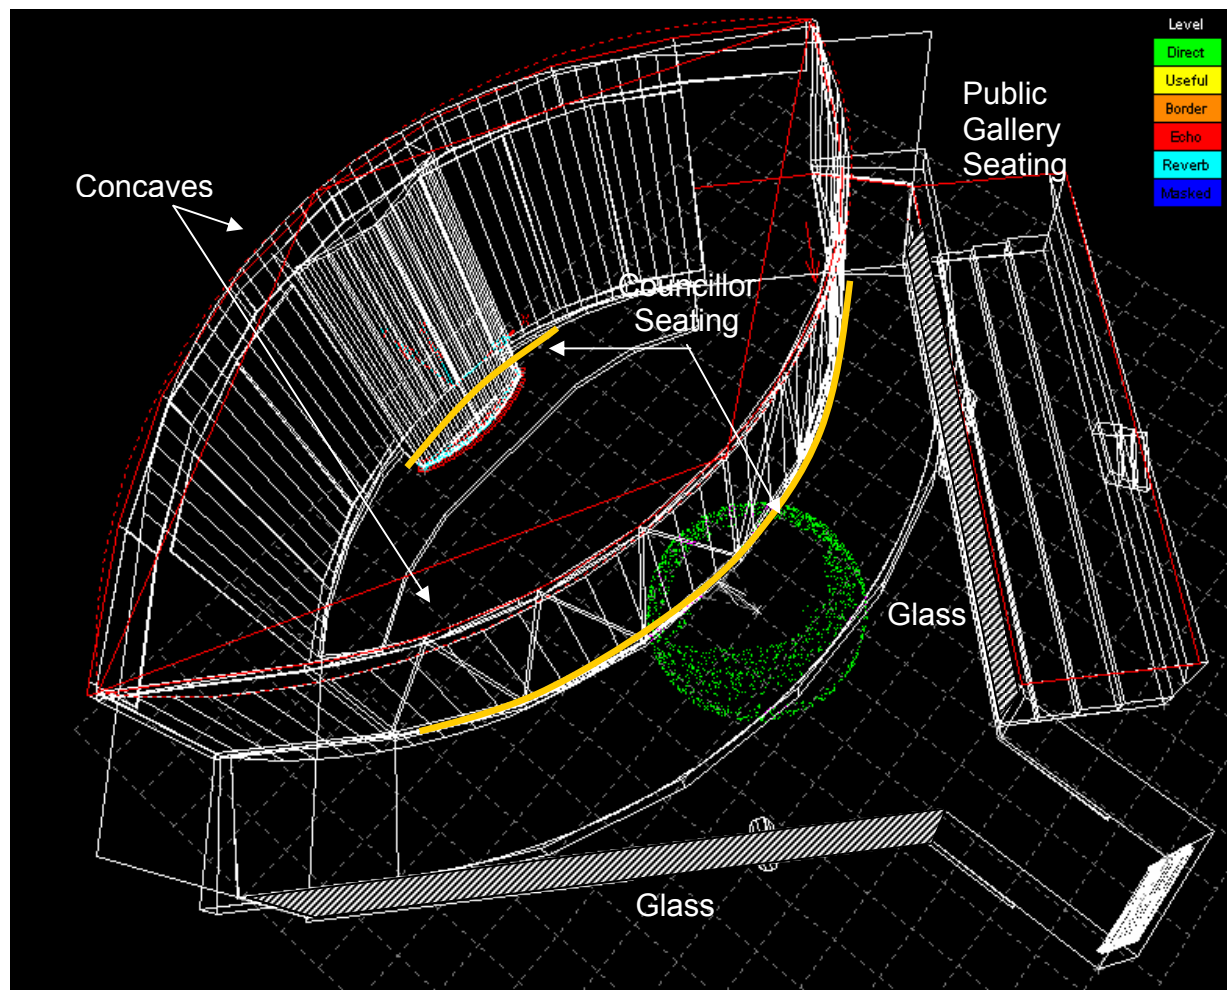 Level
Direct
Useful
Border
Echo
Reverb
Masked
Public
Gallery
Seating
Concaves
Councillor
Seating
Glass
Glass